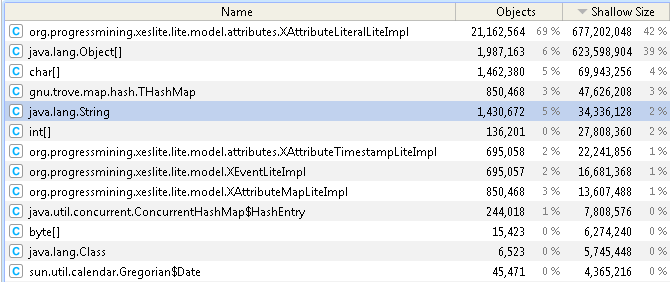 Name Objects Shallow Size
C org.progressmining.xeslite.lite.model.attributes.XAttributeLiteralLiteImpl 21,162,564 69 % 677,202,048 42 %
C java.lang.Object[] 1,987,163 6 % 623,598,904 39 %
C char[] 1,462,380 5 % 69,943,256 4 %
C gnu.trove.map.hash.THashMap 850,468 3 % 47,626,208 3 %
C java.lang.String 1,430,672 5 % 34,336,128 2 %
C int[] 136,201 0 % 27,808,360 2 %
C org.progressmining.xeslite.lite.model.attributes.XAttributeTimestampLiteImpl 695,058 2 % 22,241,856 1 %
C org.progressmining.xeslite.lite.model.XEventLiteImpl 695,057 2 % 16,681,368 1 %
C org.progressmining.xeslite.lite.model.XAttributeMapLiteImpl 850,468 3 % 13,607,488 1 %
C java.util.concurrent.ConcurrentHashMap$HashEntry 244,018 1 % 7,808,576 0 %
C byte[] 15,423 0 % 6,274,240 0 %
C java.lang.Class 6,523 0 % 5,745,448 0 %
C sun.util.calendar.Gregorian$Date 45,471 0 % 4,365,216 0 %